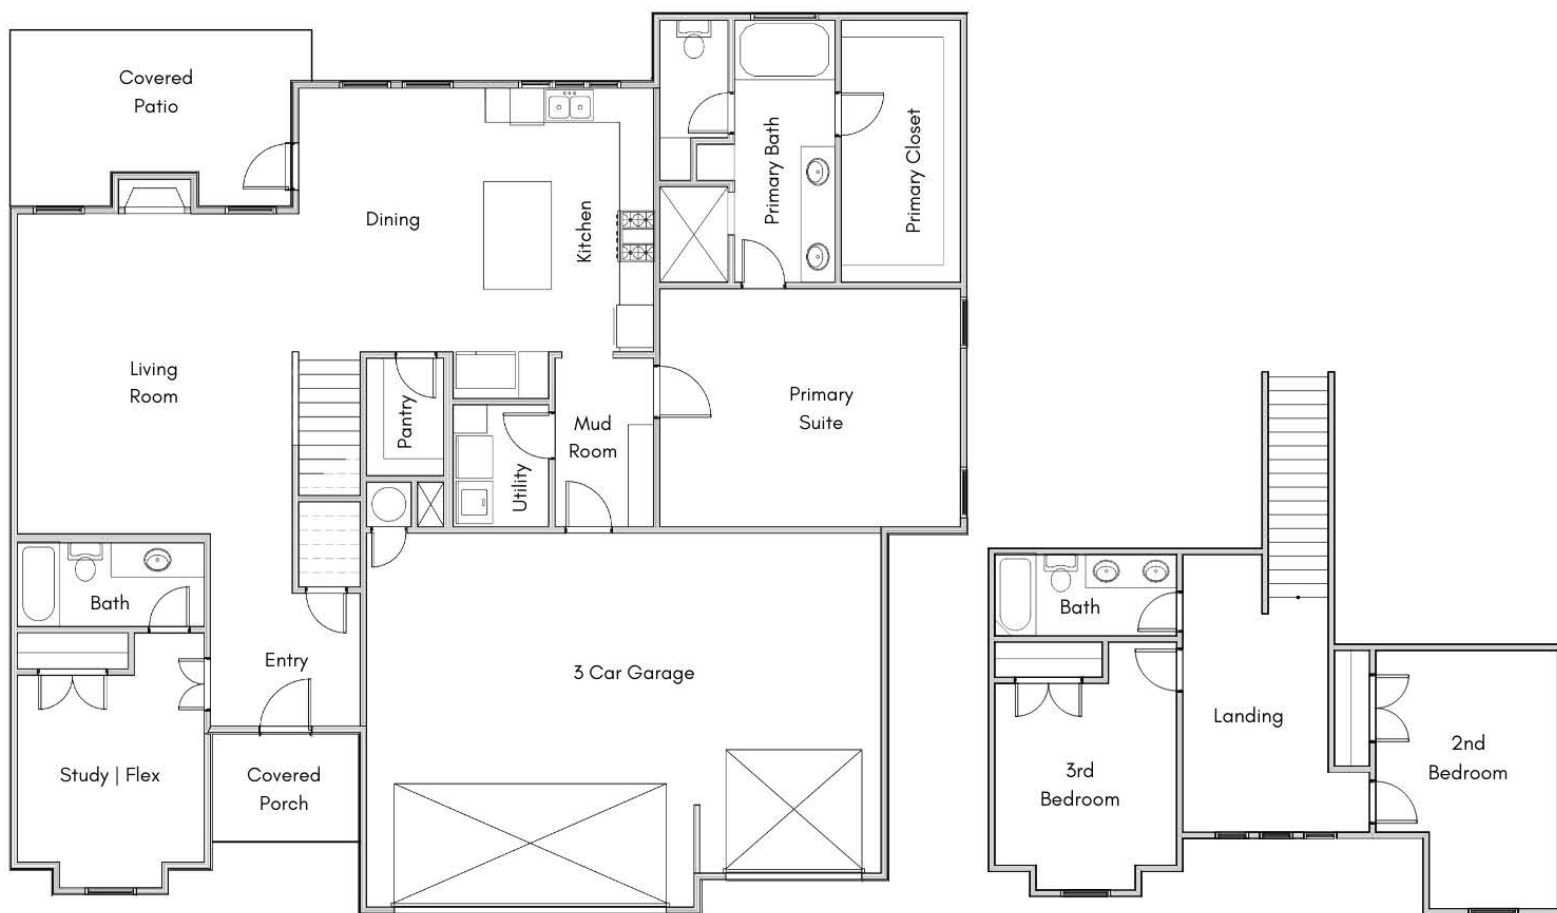 Covered
Patio
Dining
Kitchen
Primary Bath
Primary Closet
Living
Room
Pantry
Utility
Mud
Room
Primary
Suite
Bath
Entry
3 Car Garage
Study | Flex
Covered
Porch
Bath
Landing
3rd
Bedroom
2nd
Bedroom